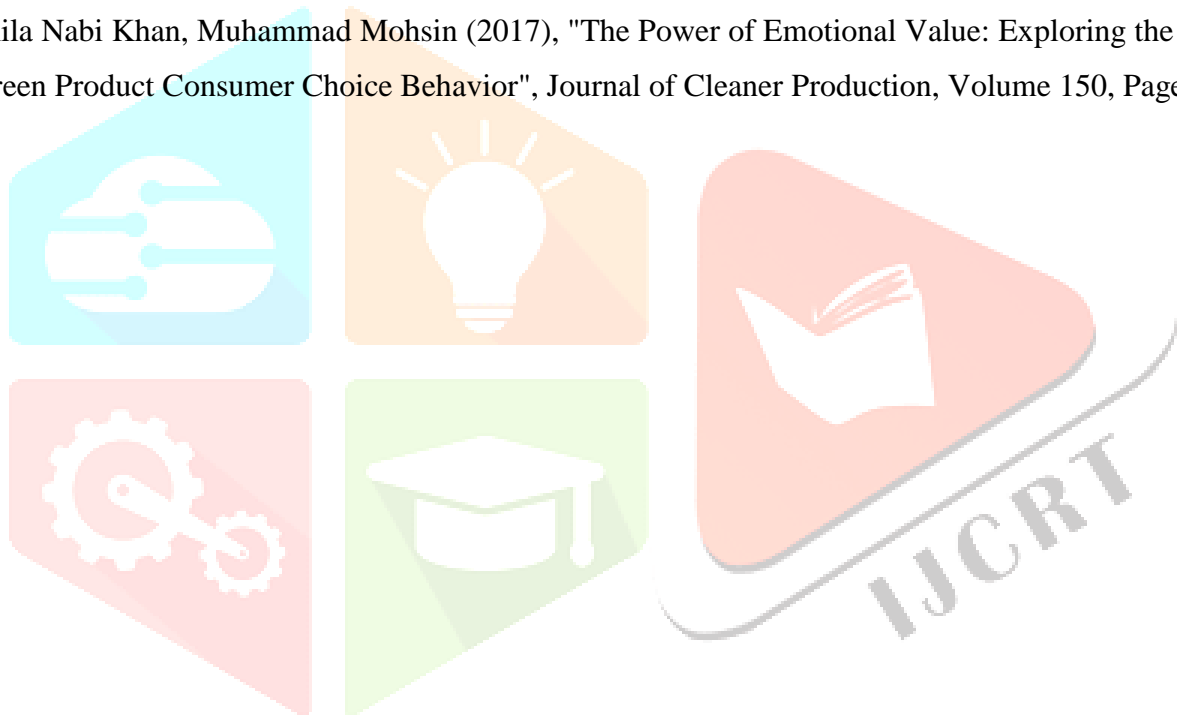 ila Nabi Khan, Muhammad Mohsin (2017), "The Power of Emotional Value: Exploring the
reen Product Consumer Choice Behavior", Journal of Cleaner Production, Volume 150, Page
IJCRT